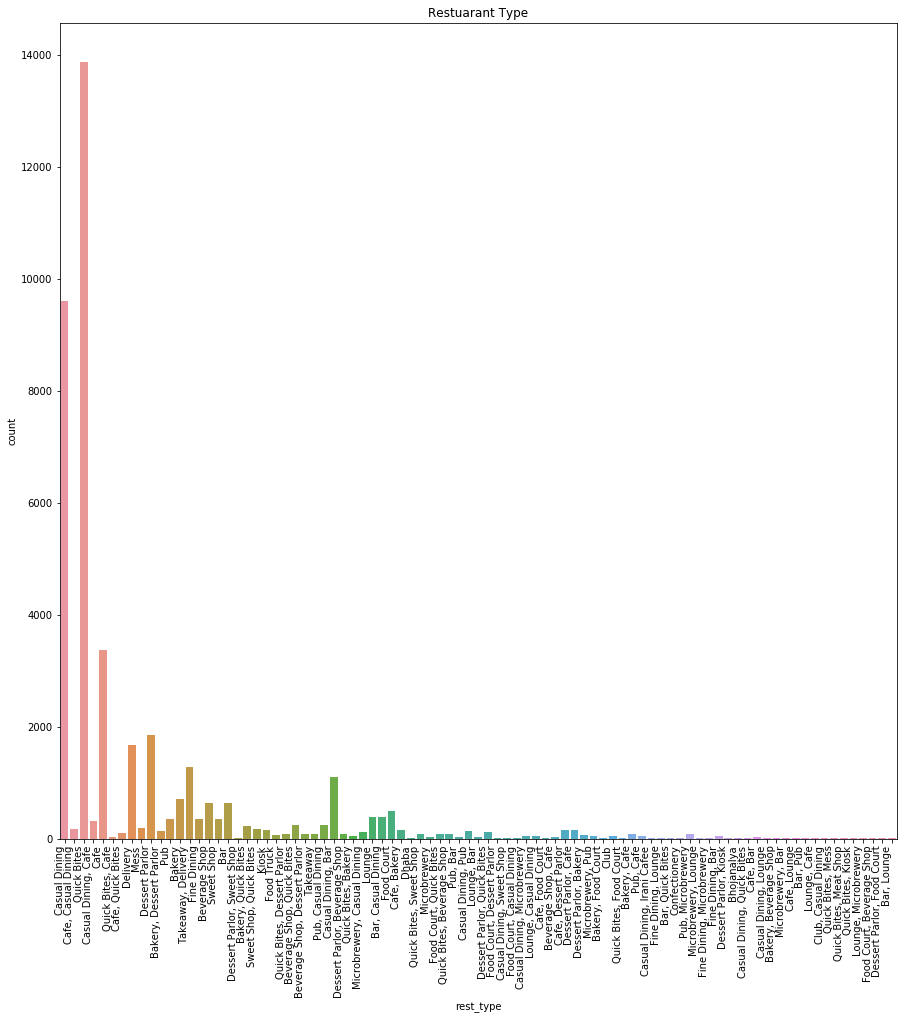 Restuarant Type
14000
12000
10000
8000
6000
4000
2000
0
count
Casual Dining
Cafe, Casual Dining
Quick Bites
Casual Dining, Cafe
Cafe
Quick Bites, Cafe
Cafe, Quick Bites
Delivery
Mess
Dessert Parlor
Bakery, Dessert Parlor
Pub
Bakery
Takeaway, Delivery
Fine Dining
Beverage Shop
Sweet Shop
Bar
Dessert Parlor, Sweet Shop
Bakery, Quick Bites
Sweet Shop, Quick Bites
Kiosk
Food Truck
Quick Bites, Dessert Parlor
Beverage Shop, Quick Bites
Beverage Shop, Dessert Parlor
Takeaway
Pub, Casual Dining
Casual Dining, Bar
Dessert Parlor, Beverage Shop
Quick Bites, Bakery
Microbrewery, Casual Dining
Lounge
Bar, Casual Dining
Food Court
Cafe, Bakery
Dhaba
Quick Bites, Sweet Shop
Microbrewery
Food Court, Quick Bites
Quick Bites, Beverage Shop
Pub, Bar
Casual Dining, Pub
Lounge, Bar
Dessert Parlor, Quick Bites
Food Court, Dessert Parlor
Casual Dining, Sweet Shop
Food Court, Casual Dining
Casual Dining, Microbrewery
Lounge, Casual Dining
Cafe, Food Court
Beverage Shop, Cafe
Cafe, Dessert Parlor
Dessert Parlor, Cafe
Dessert Parlor, Bakery
Microbrewery, Pub
Bakery, Food Court
Club
Quick Bites, Food Court
Bakery, Cafe
Pub, Cafe
Casual Dining, Irani Cafee
Fine Dining, Lounge
Bar, Quick Bites
Confectionery
Pub, Microbrewery
Microbrewery, Lounge
Fine Dining, Microbrewery
Fine Dining, Bar
Dessert Parlor, Kiosk
Bhojanalya
Casual Dining, Quick Bites
Cafe, Bar
Casual Dining, Lounge
Bakery, Beverage Shop
Microbrewery, Bar
Cafe, Lounge
Bar, Pub
Lounge, Cafe
Club, Casual Dining
Quick Bites, Mess
Quick Bites, Meat Shop
Quick Bites, Kiosk
Lounge, Microbrewery
Food Court, Beverage Shop
Dessert Parlor, Food Court
Bar, Lounge
rest_type